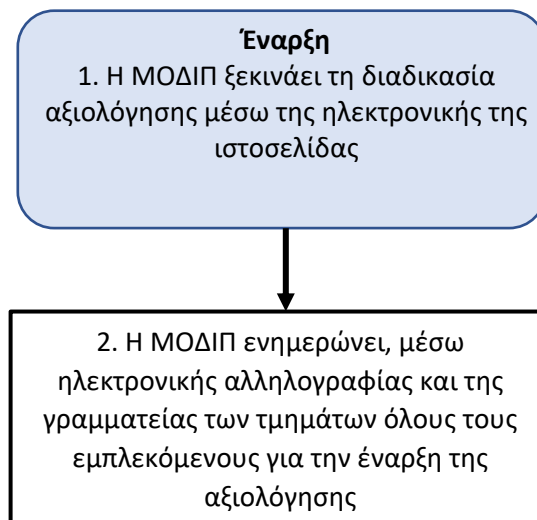 Έναρξη
1. Η ΜΟΔΙΠ ξεκινάει τη διαδικασία
αξιολόγησης μέσω της ηλεκτρονικής της
ιστοσελίδας
2. Η ΜΟΔΙΠ ενημερώνει, μέσω
ηλεκτρονικής αλληλογραφίας και της
γραμματείας των τμημάτων όλους τους
εμπλεκόμενους για την έναρξη της
αξιολόγησης